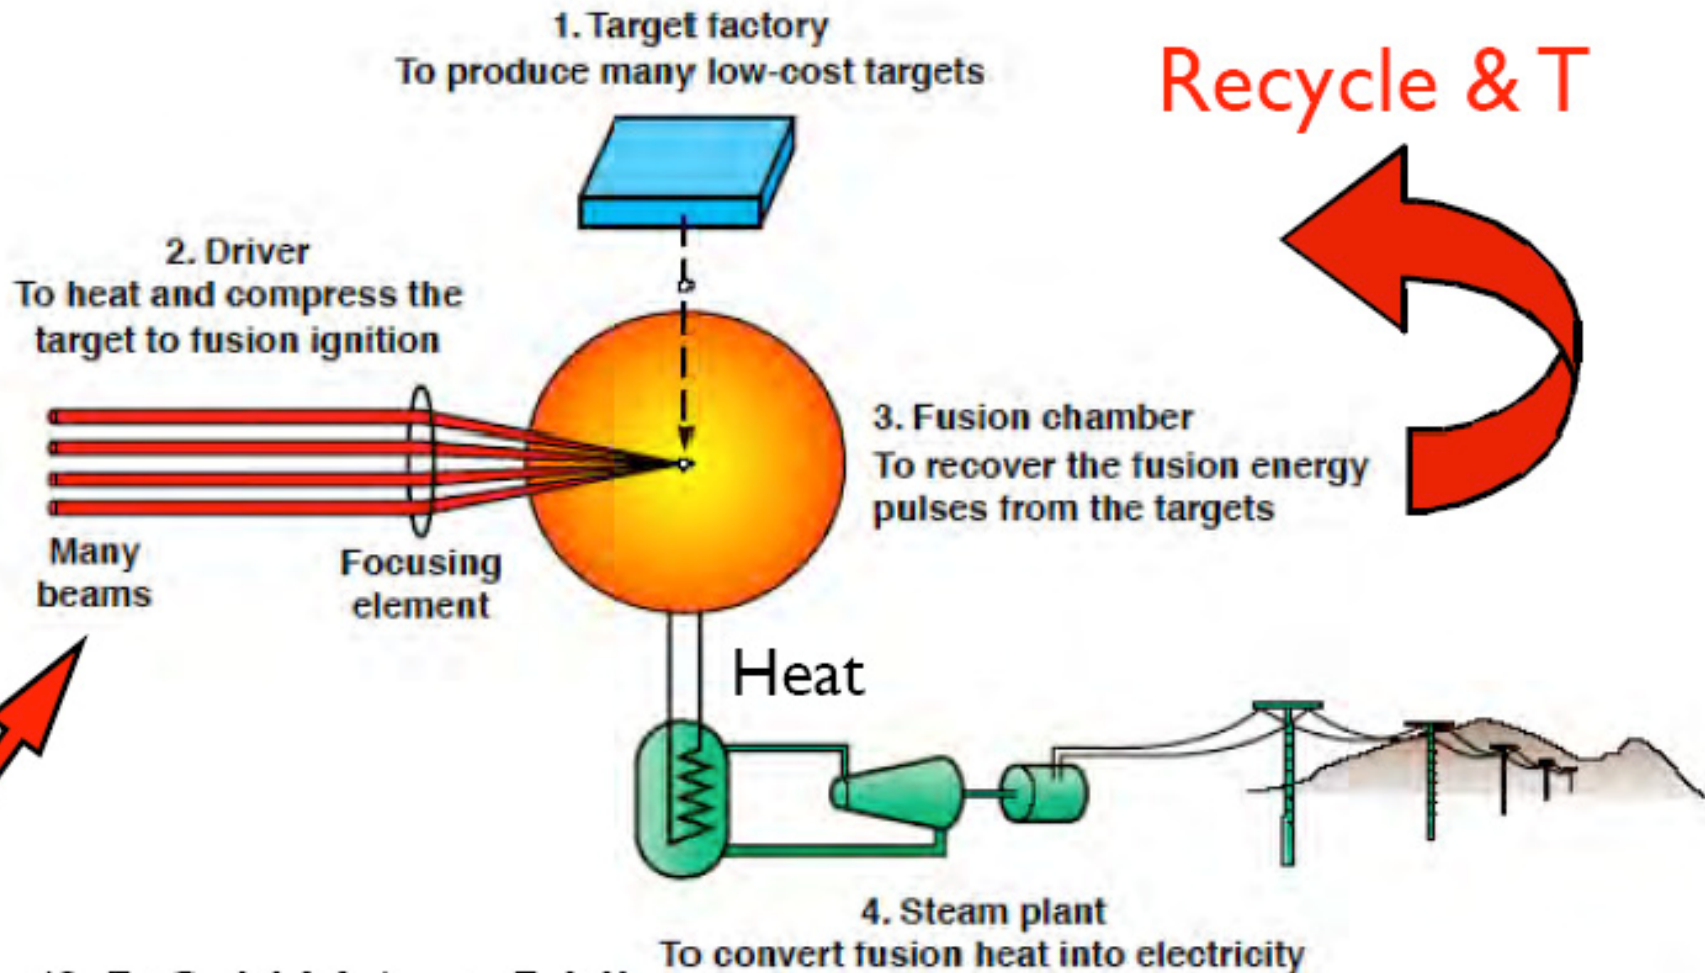 1. Target factory
To produce many low-cost targets
Recycle & T
2. Driver
To heat and compress the
target to fusion ignition
3. Fusion chamber
To recover the fusion energy
pulses from the targets
Many
beams
Focusing
element
Heat
4. Steam plant
To convert fusion heat into electricity